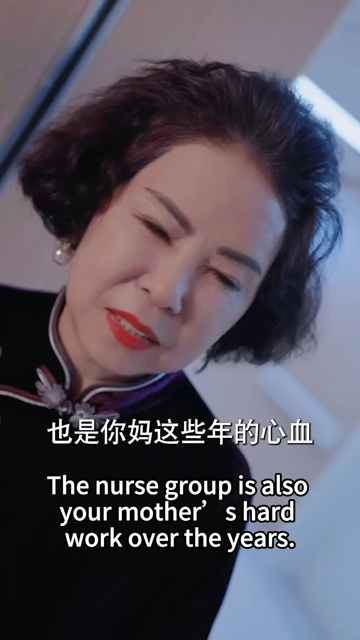 也是你妈这些年的心血
The nurse group is also
your mother’s hard
work over the years.